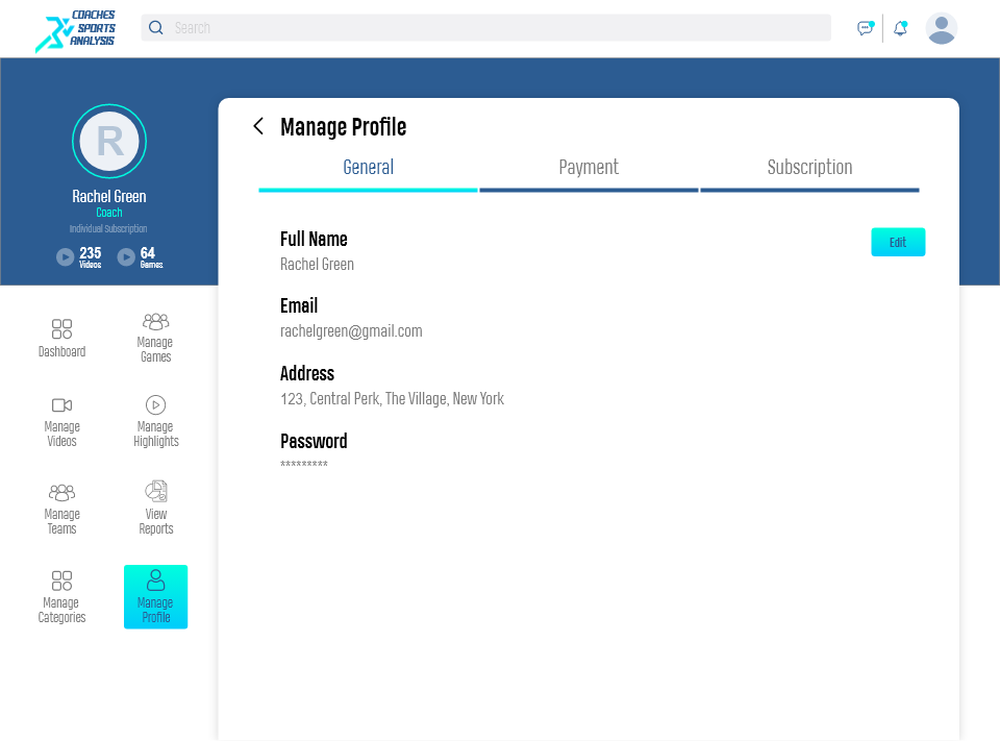 COACHES
SPORTS
ANALYSIS
Search
R
Rachel Green
Coach
Individual Subscription
235
Videos
64
Games
Dashboard
Manage
Games
Manage
Videos
Manage
Highlights
Manage
Teams
View
Reports
Manage
Categories
Manage
Profile
Manage Profile
General
Payment
Subscription
Full Name
Rachel Green
Edit
Email
rachelgreen@gmail.com
Address
123, Central Perk, The Village, New York
Password
*********